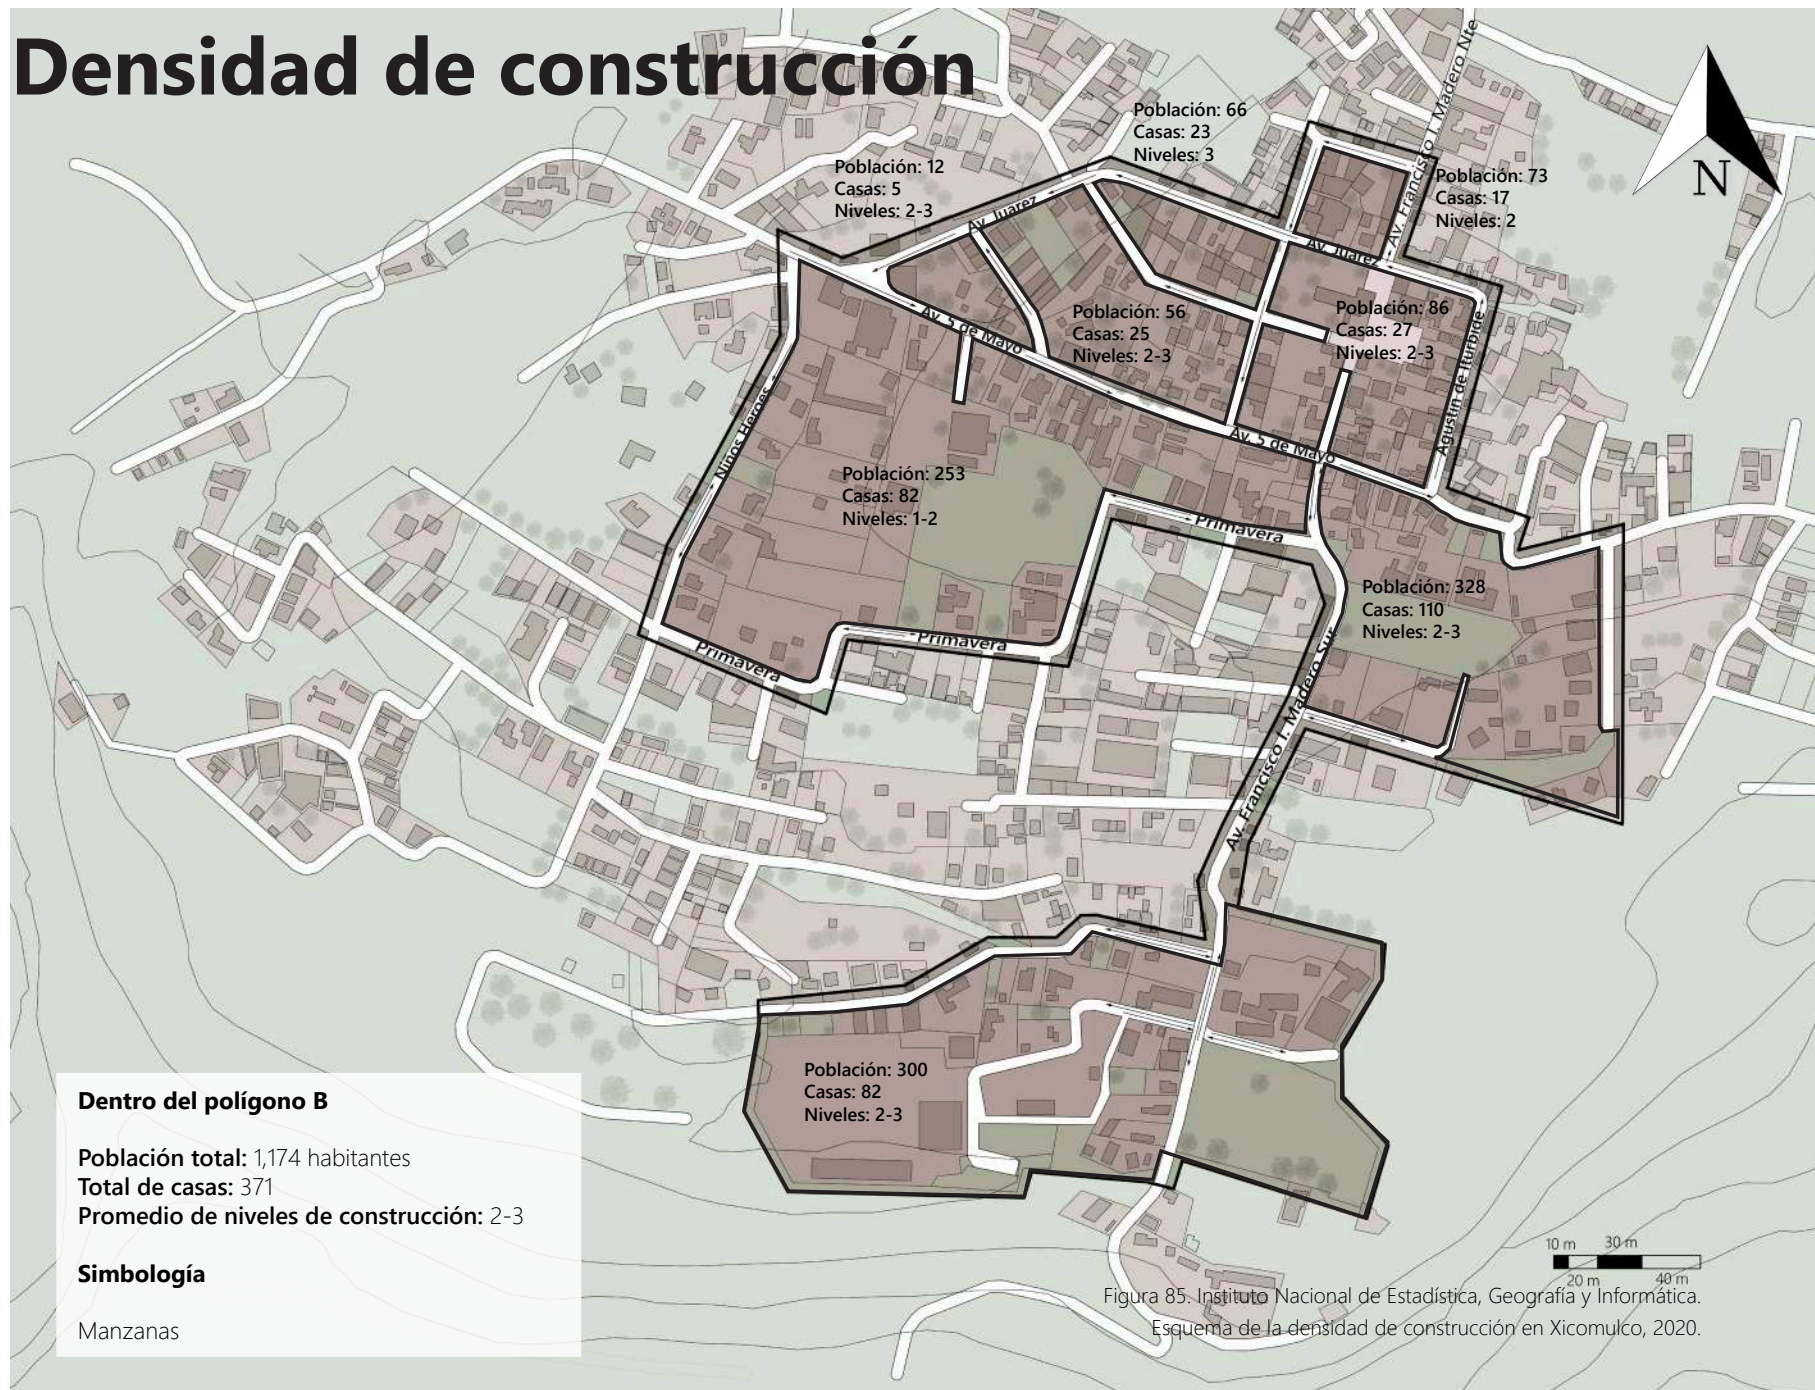 Densidad de construcción
Población: 66
Casas: 23
Niveles: 3
Población: 12
Casas: 5
Niveles: 2-3
Población: 73
Casas: 17
Niveles: 2
N
Av. Francisco I. Madero Nte
Av. Juarez
Av. Juarez
Población: 56
Casas: 25
Niveles: 2-3
Población: 86
Casas: 27
Niveles: 2-3
Av. 5 de Mayo
Agustin de Iturbide
Ninos Heroes
Av. 5 de Mayo
Población: 253
Casas: 82
Niveles: 1-2
Primavera
Población: 328
Casas: 110
Niveles: 2-3
Primavera
Primavera
Av. Francisco I. Madero Sur
Población: 300
Casas: 82
Niveles: 2-3
Dentro del polígono B
Población total: 1,174 habitantes
Total de casas: 371
Promedio de niveles de construcción: 2-3
Simbología
Manzanas
10 m 30 m
20 m 40 m
Figura 85. Instituto Nacional de Estadística, Geografía y Informática.
Esquema de la densidad de construcción en Xicomulco, 2020.